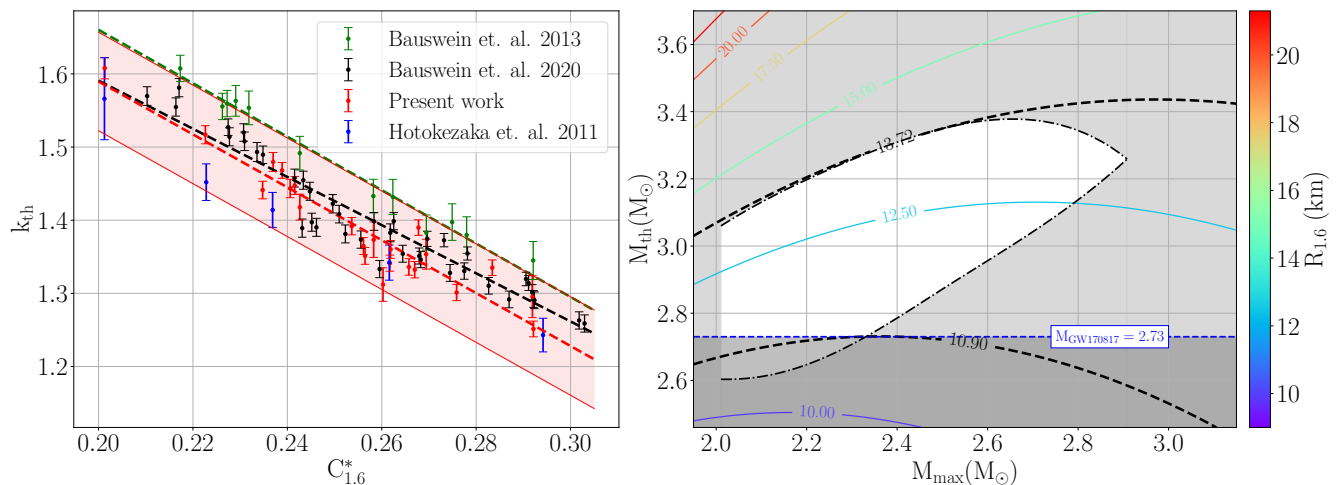 Bauswein et. al. 2013
Bauswein et. al. 2020
Present work
Hotokezaka et. al. 2011
k_th
1.6
1.5
1.4
1.3
1.2
0.20 0.22 0.24 0.26 0.28 0.30
C*_1.6
M_th(M_⊙)
3.6
3.4
3.2
3.0
2.8
2.6
20.00
17.50
15.00
13.72
12.50
10.90
10.00
M_GW170817 = 2.73
2.0 2.2 2.4 2.6 2.8 3.0
M_max(M_⊙)
20
18
16
14
12
10
R_1.6 (km)